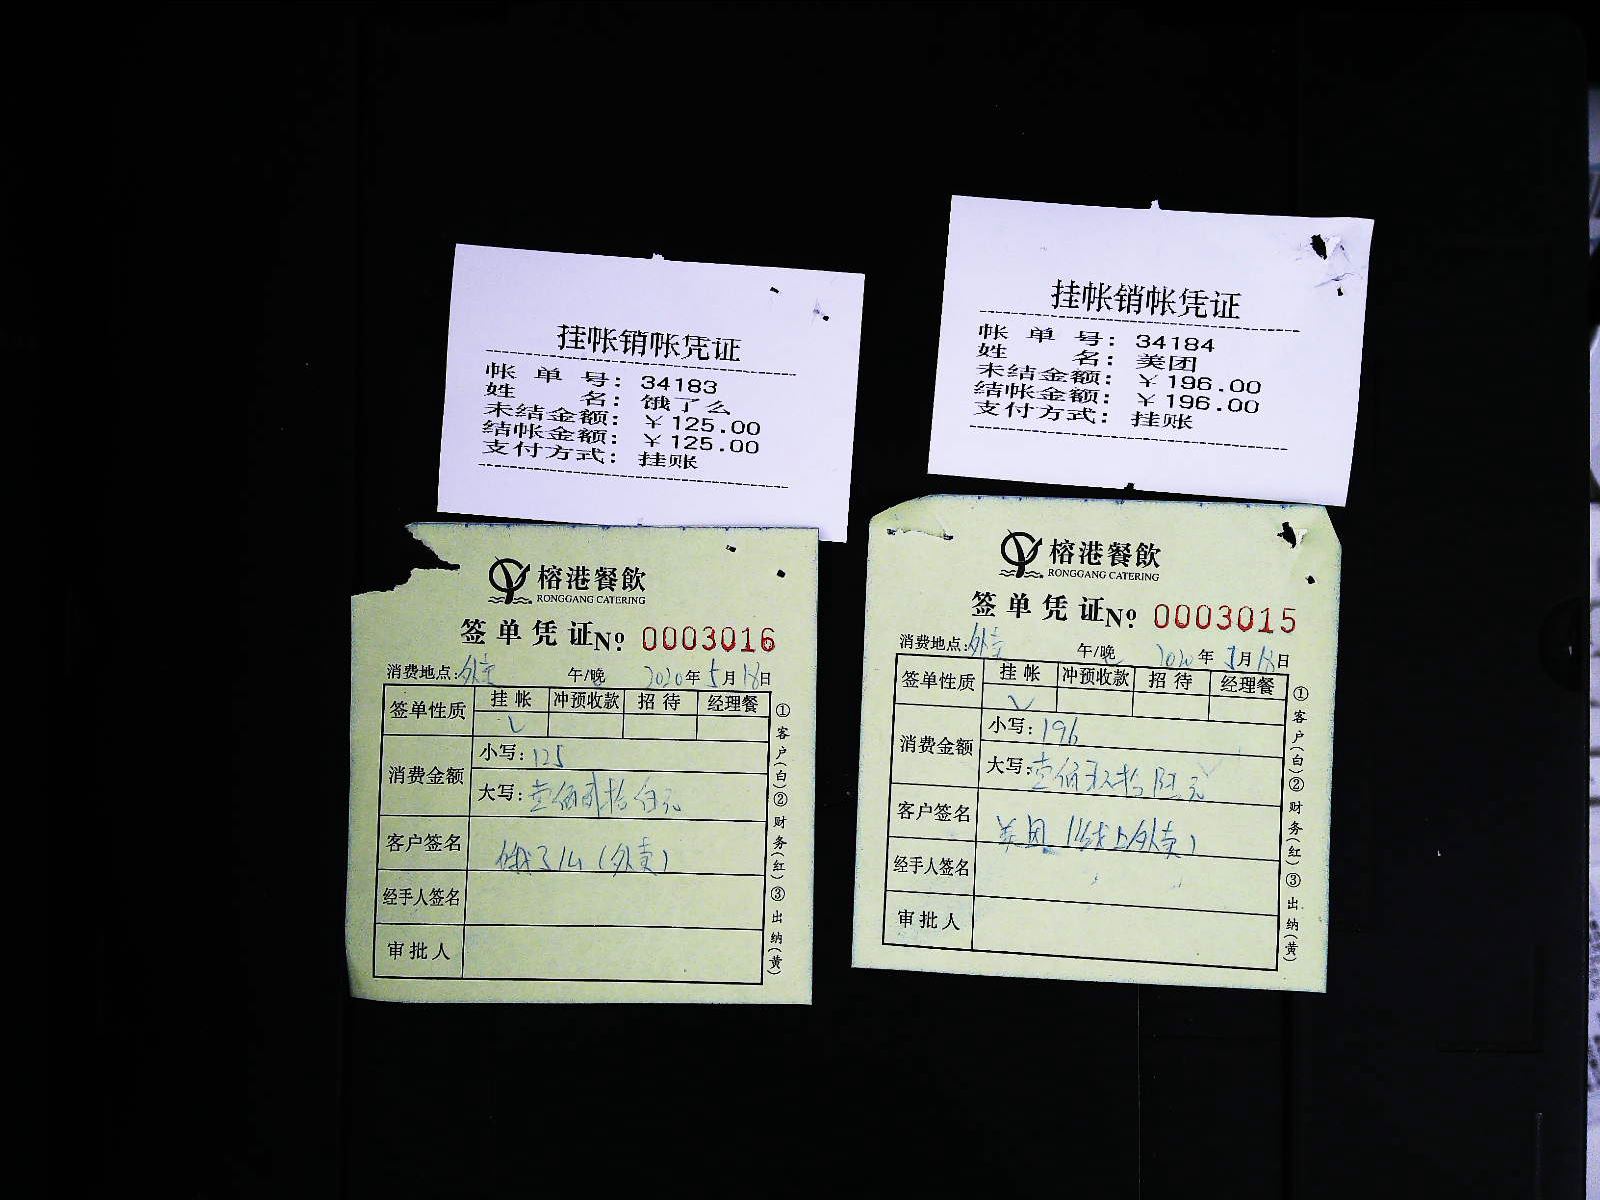 挂帐销帐凭证
帐单号：34183
姓名：饿了么
未结金额：￥125.00
结帐金额：￥125.00
支付方式：挂账
榕港餐飲
RONGGANG CATERING
签单凭证№ 0003016
消费地点：外卖 午/晚 2020年5月18日
签单性质 挂帐 冲预收款 招待 经理餐
消费金额 小写：125
大写：壹佰贰拾伍元
客户签名 饿了么（外卖）
经手人签名
审批人
①客户（白）②财务（红）③出纳（黄）
挂帐销帐凭证
帐单号：34184
姓名：美团
未结金额：￥196.00
结帐金额：￥196.00
支付方式：挂账
榕港餐飲
RONGGANG CATERING
签单凭证№ 0003015
消费地点：外卖 午/晚 2020年5月18日
签单性质 挂帐 冲预收款 招待 经理餐
消费金额 小写：196
大写：壹佰玖拾陆元
客户签名 美团（线上外卖）
经手人签名
审批人
①客户（白）②财务（红）③出纳（黄）